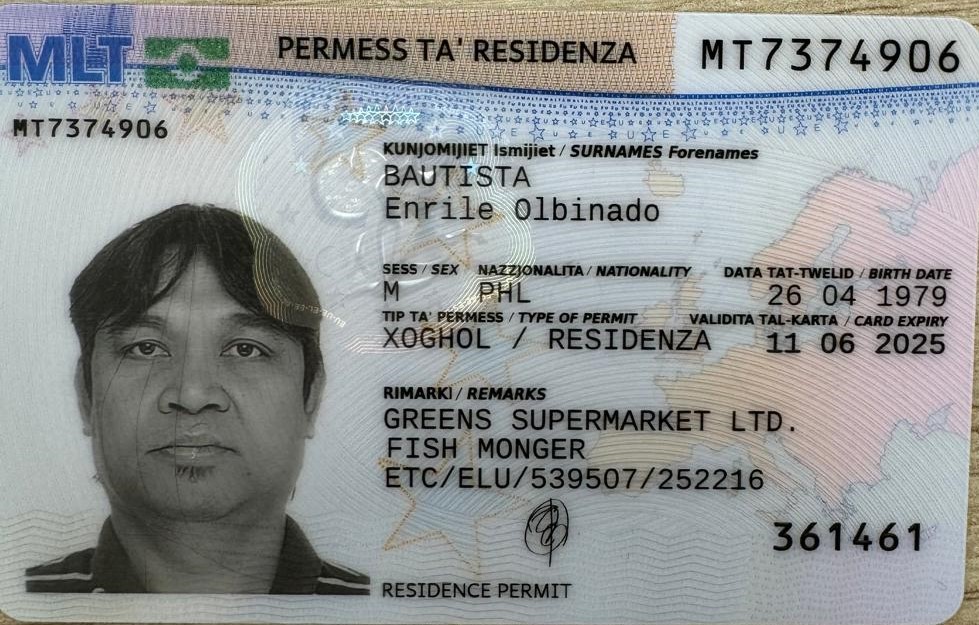 MLT PERMESS TA' RESIDENZA MT7374906
MT7374906
KUNJOMIJIET Ismijiet / SURNAMES Forenames
BAUTISTA
Enrile Olbinado
SESS / SEX NAZZJONALITA / NATIONALITY DATA TAT-TWELID / BIRTH DATE
M PHL 26 04 1979
TIP TA' PERMESS / TYPE OF PERMIT VALIDITA TAL-KARTA / CARD EXPIRY
XOGHOL / RESIDENZA 11 06 2025
RIMARKI / REMARKS
GREENS SUPERMARKET LTD.
FISH MONGER
ETC/ELU/539507/252216
361461
RESIDENCE PERMIT